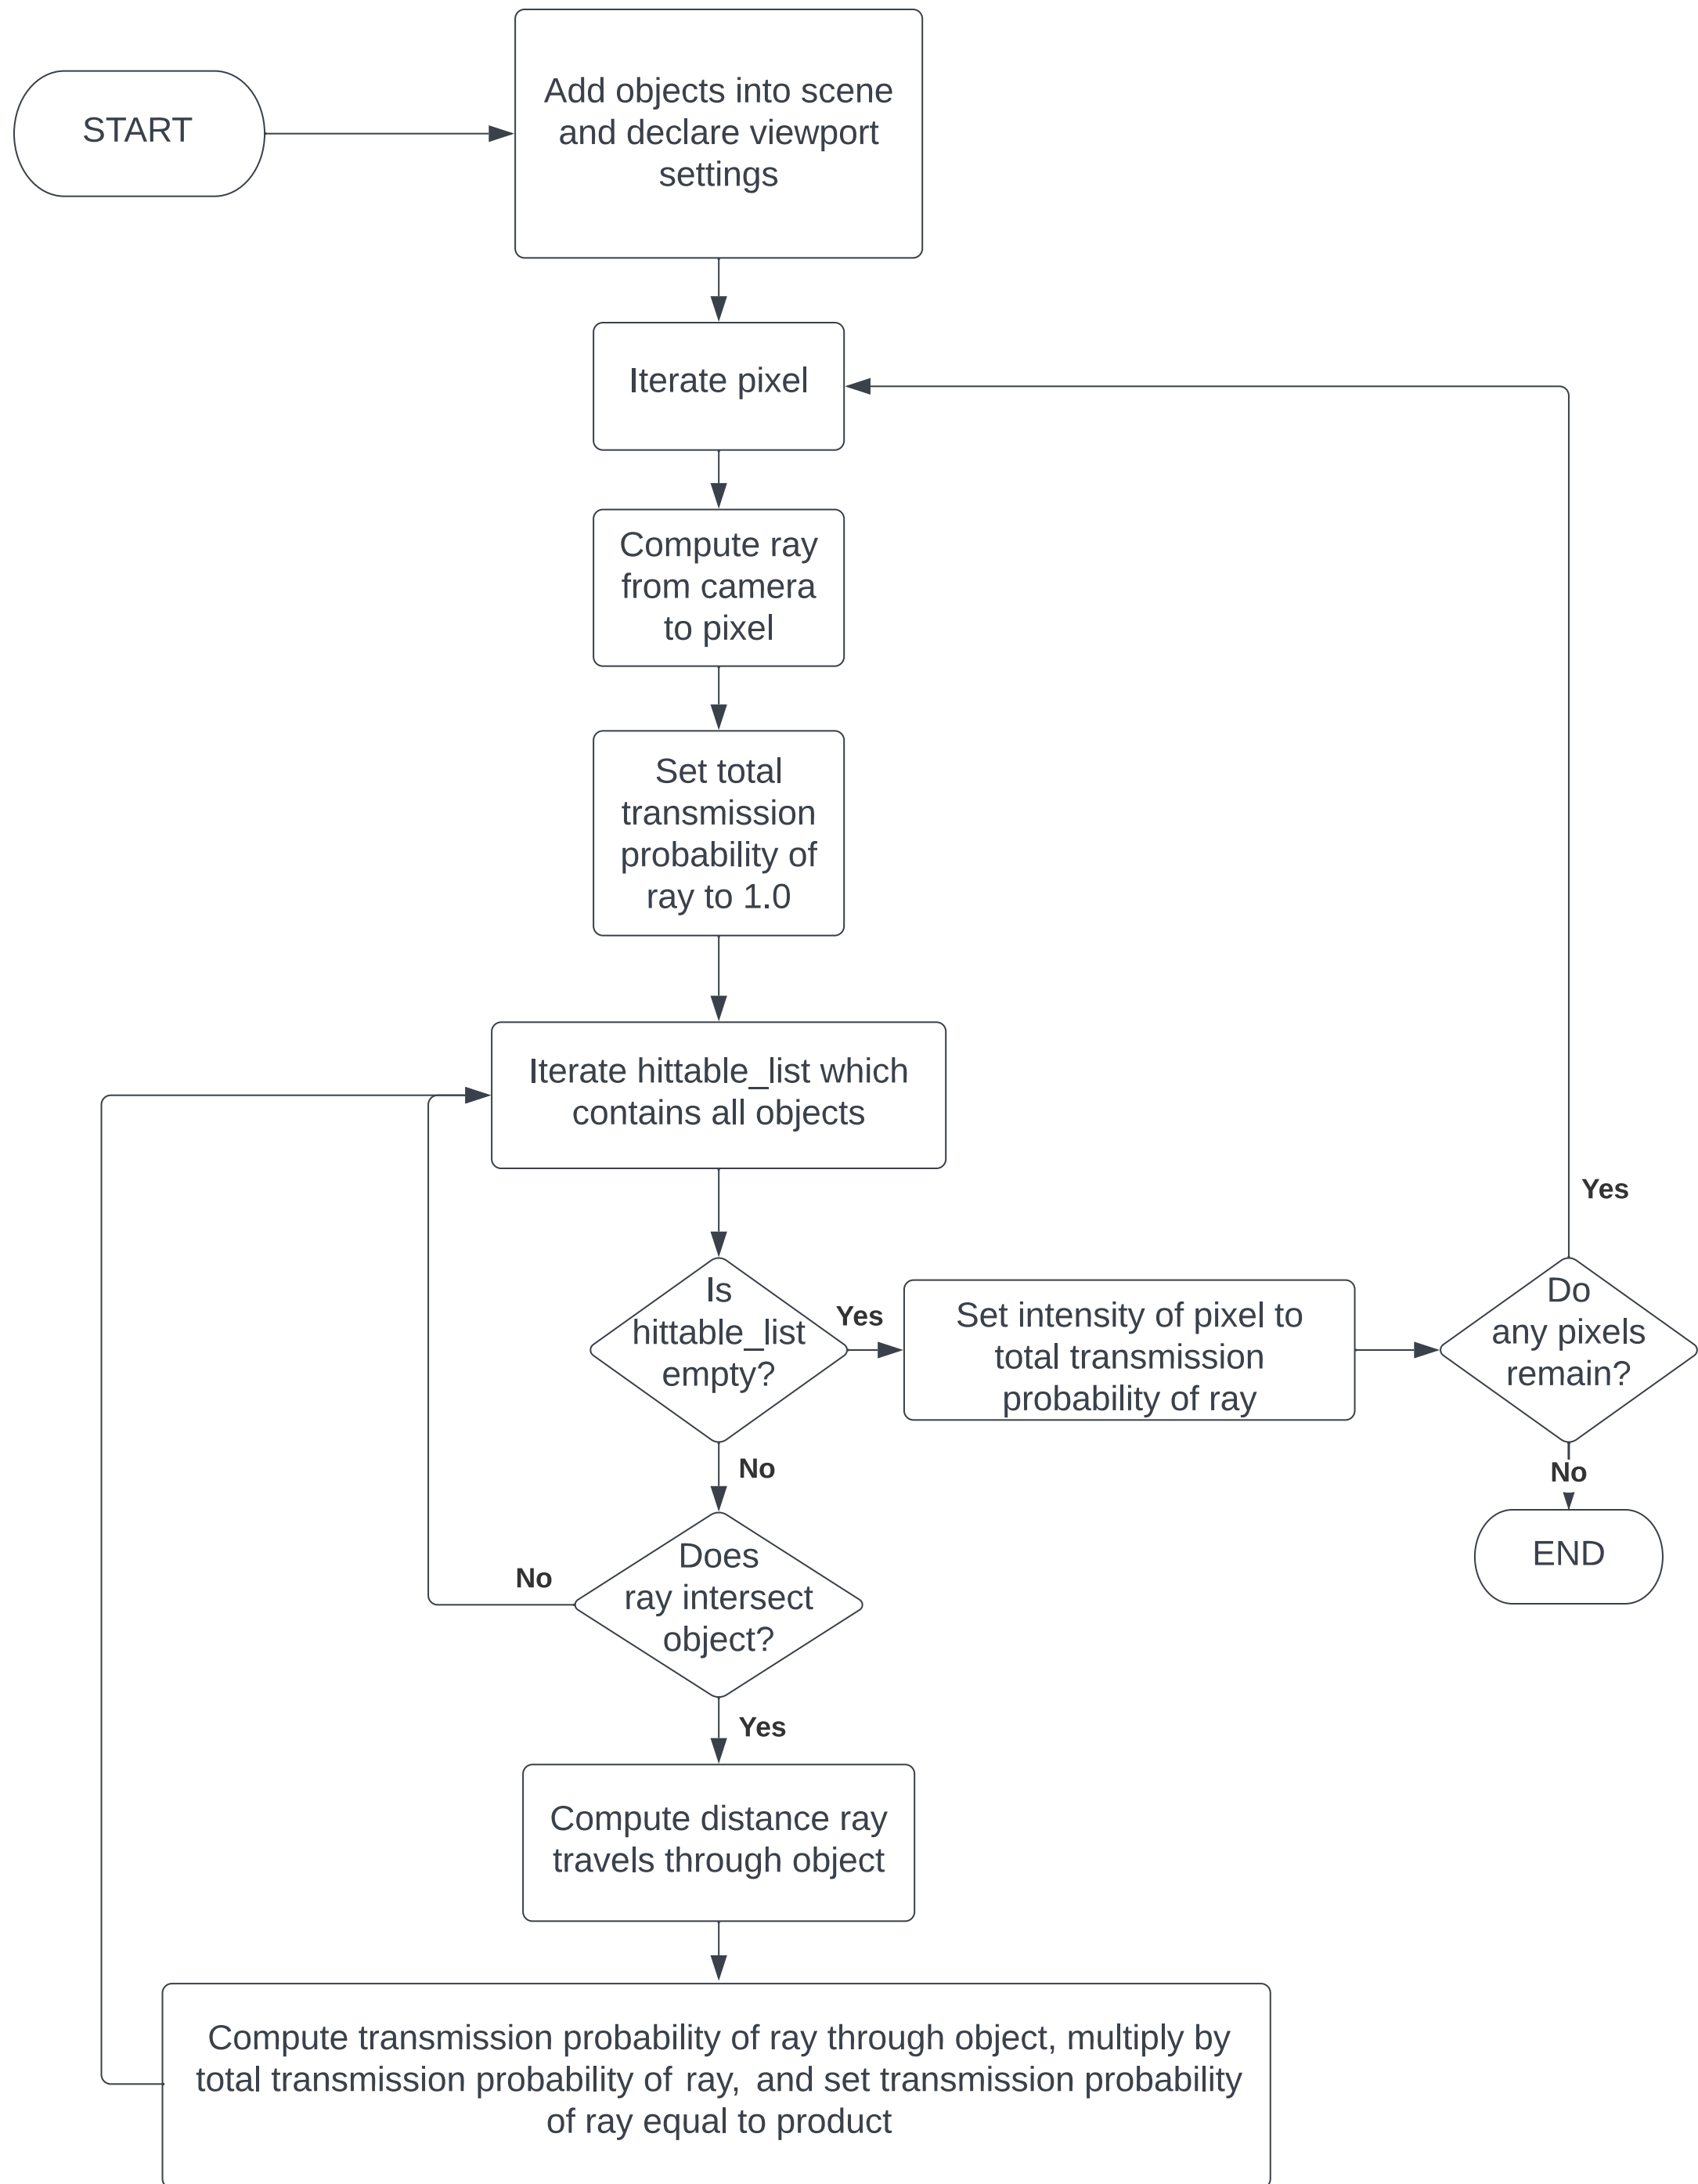 START
Add objects into scene
and declare viewport
settings
Iterate pixel
Compute ray
from camera
to pixel
Set total
transmission
probability of
ray to 1.0
Iterate hittable_list which
contains all objects
Is
hittable_list
empty?
Yes
Set intensity of pixel to
total transmission
probability of ray
Do
any pixels
remain?
Yes
No
END
No
Does
ray intersect
object?
No
Yes
Compute distance ray
travels through object
Compute transmission probability of ray through object, multiply by
total transmission probability of ray, and set transmission probability
of ray equal to product